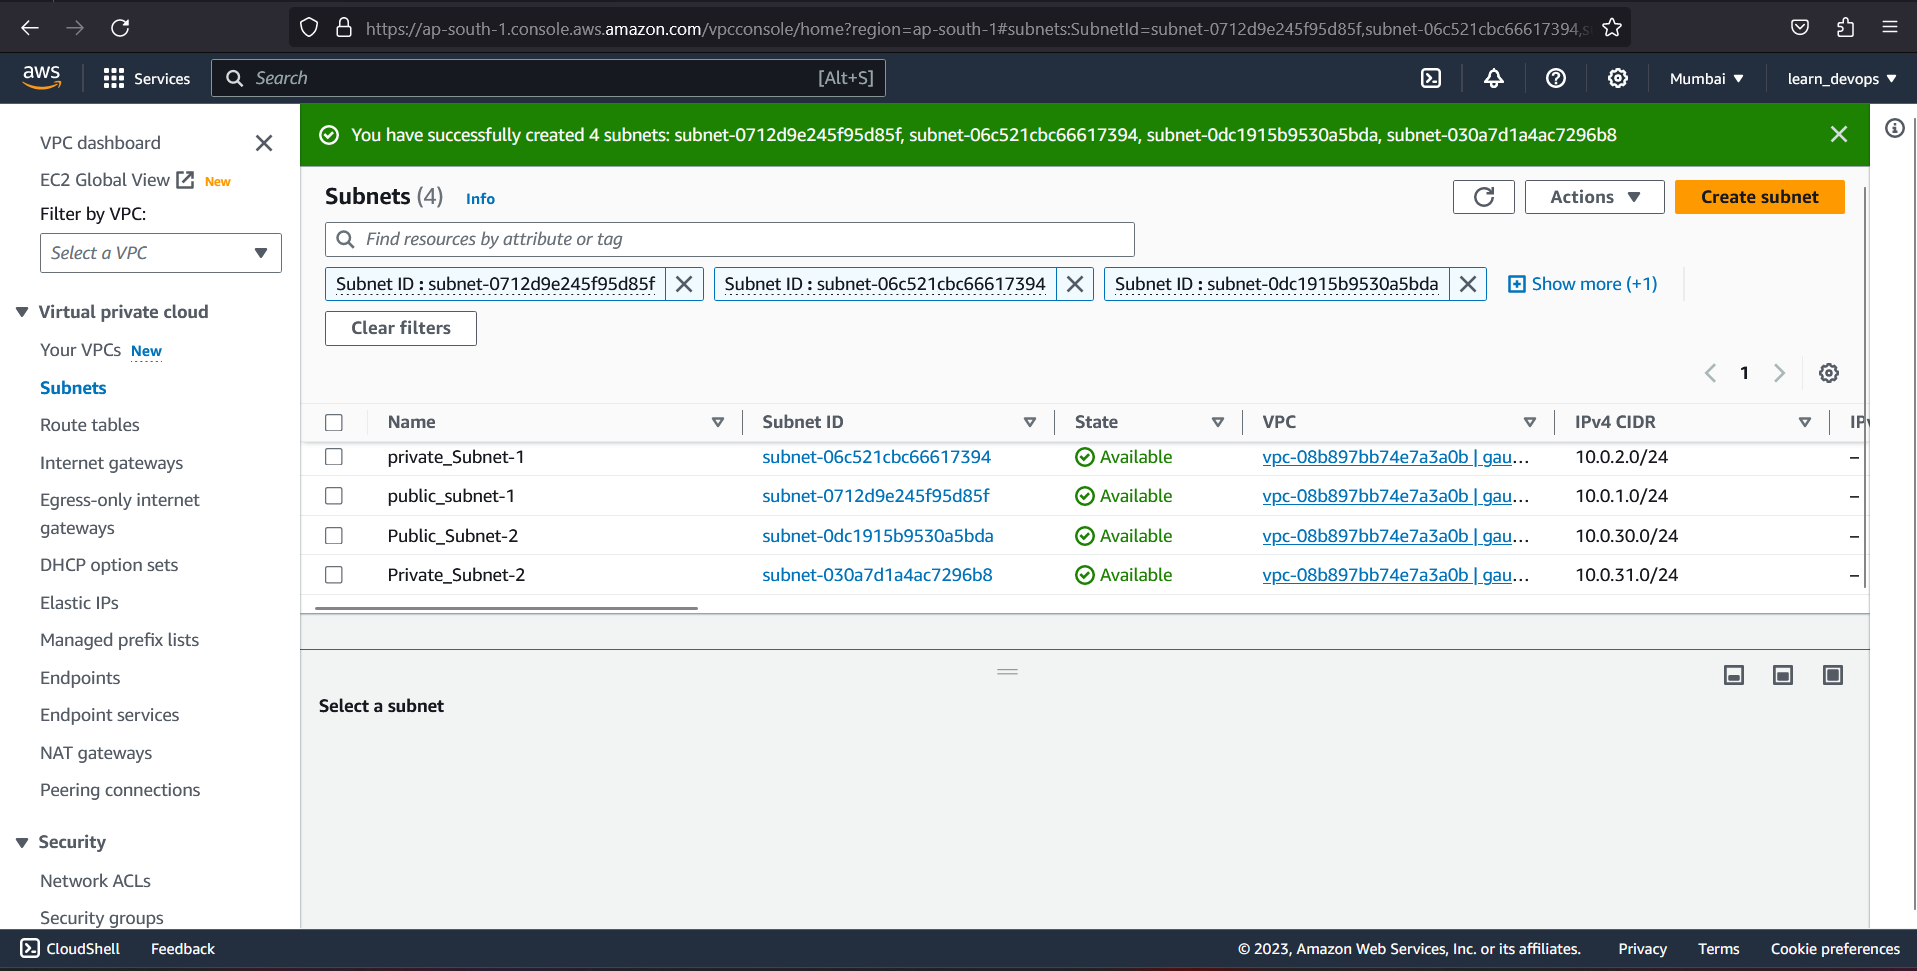 https://ap-south-1.console.aws.amazon.com/vpcconsole/home?region=ap-south-1#subnets:SubnetId=subnet-0712d9e245f95d85f,subnet-06c521cbc66617394,s
aws Services Search [Alt+S] Mumbai learn_devops
VPC dashboard
EC2 Global View New
Filter by VPC:
Select a VPC
Virtual private cloud
Your VPCs New
Subnets
Route tables
Internet gateways
Egress-only internet
gateways
DHCP option sets
Elastic IPs
Managed prefix lists
Endpoints
Endpoint services
NAT gateways
Peering connections
Security
Network ACLs
Security groups
You have successfully created 4 subnets: subnet-0712d9e245f95d85f, subnet-06c521cbc66617394, subnet-0dc1915b9530a5bda, subnet-030a7d1a4ac7296b8
Subnets (4) Info Actions Create subnet
Find resources by attribute or tag
Subnet ID : subnet-0712d9e245f95d85f Subnet ID : subnet-06c521cbc66617394 Subnet ID : subnet-0dc1915b9530a5bda Show more (+1)
Clear filters
1
Name Subnet ID State VPC IPv4 CIDR IPv
private_Subnet-1 subnet-06c521cbc66617394 Available vpc-08b897bb74e7a3a0b | gau... 10.0.2.0/24 –
public_subnet-1 subnet-0712d9e245f95d85f Available vpc-08b897bb74e7a3a0b | gau... 10.0.1.0/24 –
Public_Subnet-2 subnet-0dc1915b9530a5bda Available vpc-08b897bb74e7a3a0b | gau... 10.0.30.0/24 –
Private_Subnet-2 subnet-030a7d1a4ac7296b8 Available vpc-08b897bb74e7a3a0b | gau... 10.0.31.0/24 –
Select a subnet
CloudShell Feedback © 2023, Amazon Web Services, Inc. or its affiliates. Privacy Terms Cookie preferences